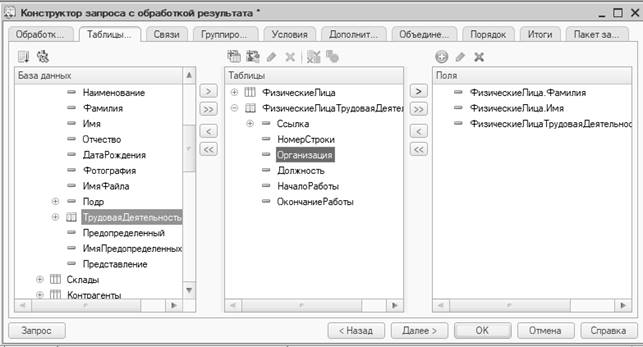 Конструктор запроса с обработкой результата *
Обработк... Таблицы... Связи Группиро... Условия Дополнит... Объедине... Порядок Итоги Пакет за...
База данных
Наименование
Фамилия
Имя
Отчество
ДатаРождения
Фотография
ИмяФайла
Подр
ТрудоваяДеятельность
Предопределенный
ИмяПредопределенных
Представление
Склады
Контрагенты
>
>>
<
<<
Таблицы
ФизическиеЛица
ФизическиеЛицаТрудоваяДеятел
Ссылка
НомерСтроки
Организация
Должность
НачалоРаботы
ОкончаниеРаботы
>
>>
<
<<
Поля
ФизическиеЛица.Фамилия
ФизическиеЛица.Имя
ФизическиеЛицаТрудоваяДеятельнос
Запрос < Назад Далее > OK Отмена Справка